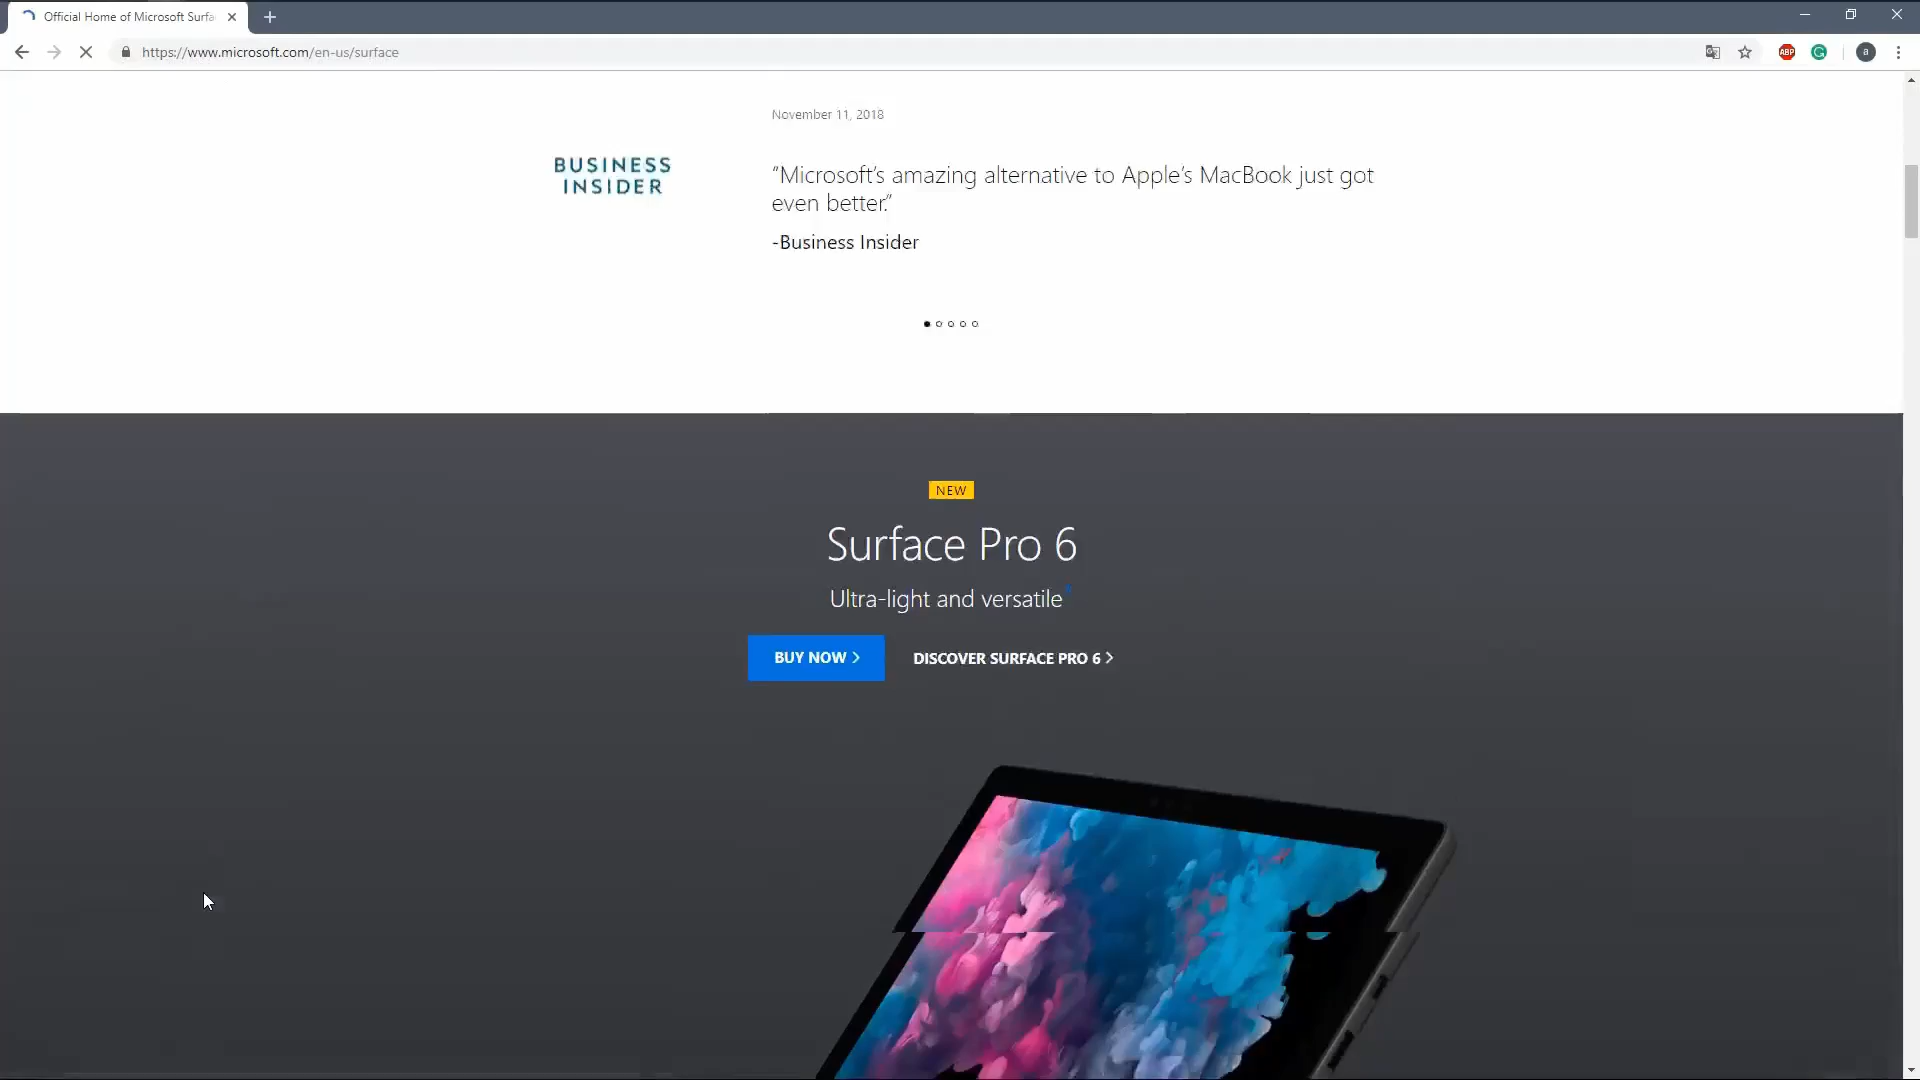 Official Home of Microsoft Surfa
https://www.microsoft.com/en-us/surface
ABP
a
November 11, 2018
BUSINESS
INSIDER
“Microsoft’s amazing alternative to Apple’s MacBook just got
even better.”
-Business Insider
NEW
Surface Pro 6
Ultra-light and versatile*
BUY NOW >
DISCOVER SURFACE PRO 6 >